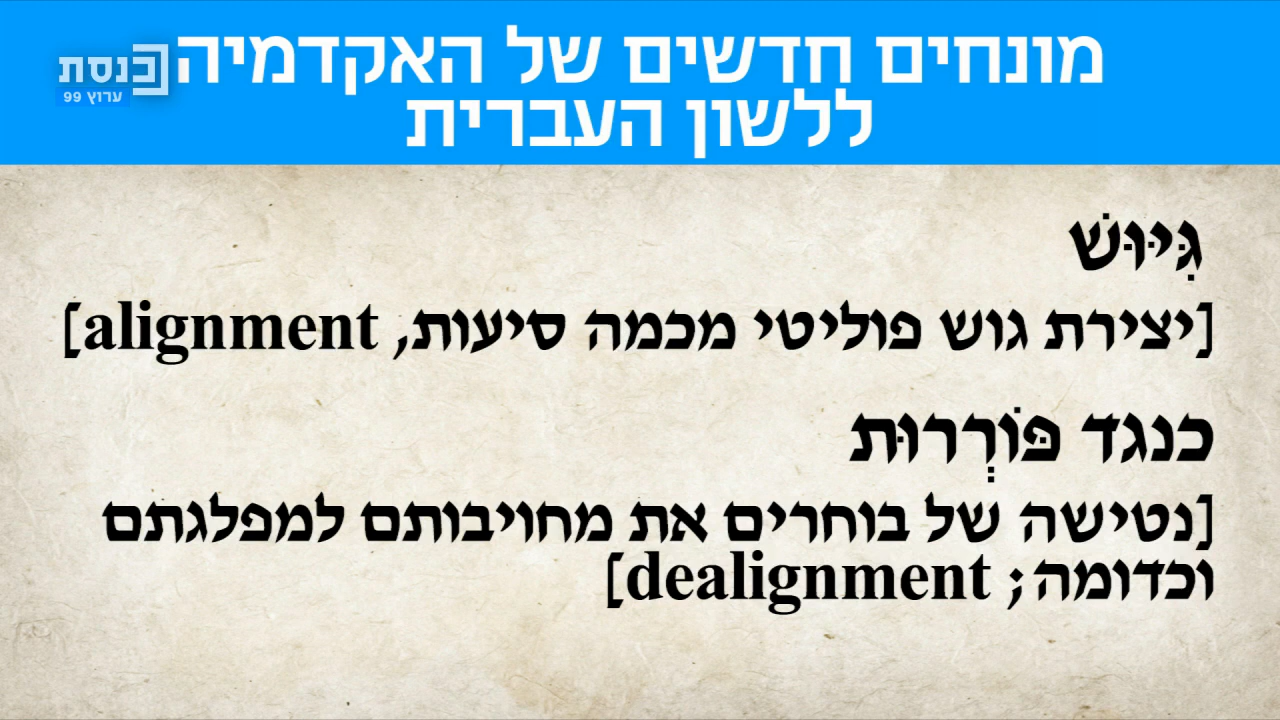 מונחים חדשים של האקדמיה
ללשון העברית
כנסת
ערוץ 99
גִּיּוּשׁ
[יצירת גוש פוליטי מכמה סיעות, alignment]
כנגד פּוֹרְרוּת
[נטישה של בוחרים את מחויבותם למפלגתם
וכדומה; dealignment]